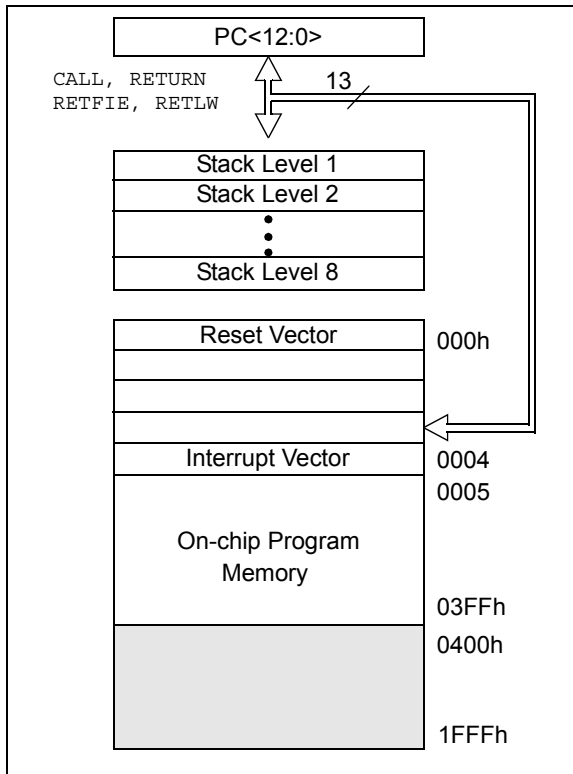 PC<12:0>
CALL, RETURN
RETFIE, RETLW
13
Stack Level 1
Stack Level 2
Stack Level 8
Reset Vector
000h
Interrupt Vector
0004
0005
On-chip Program
Memory
03FFh
0400h
1FFFh